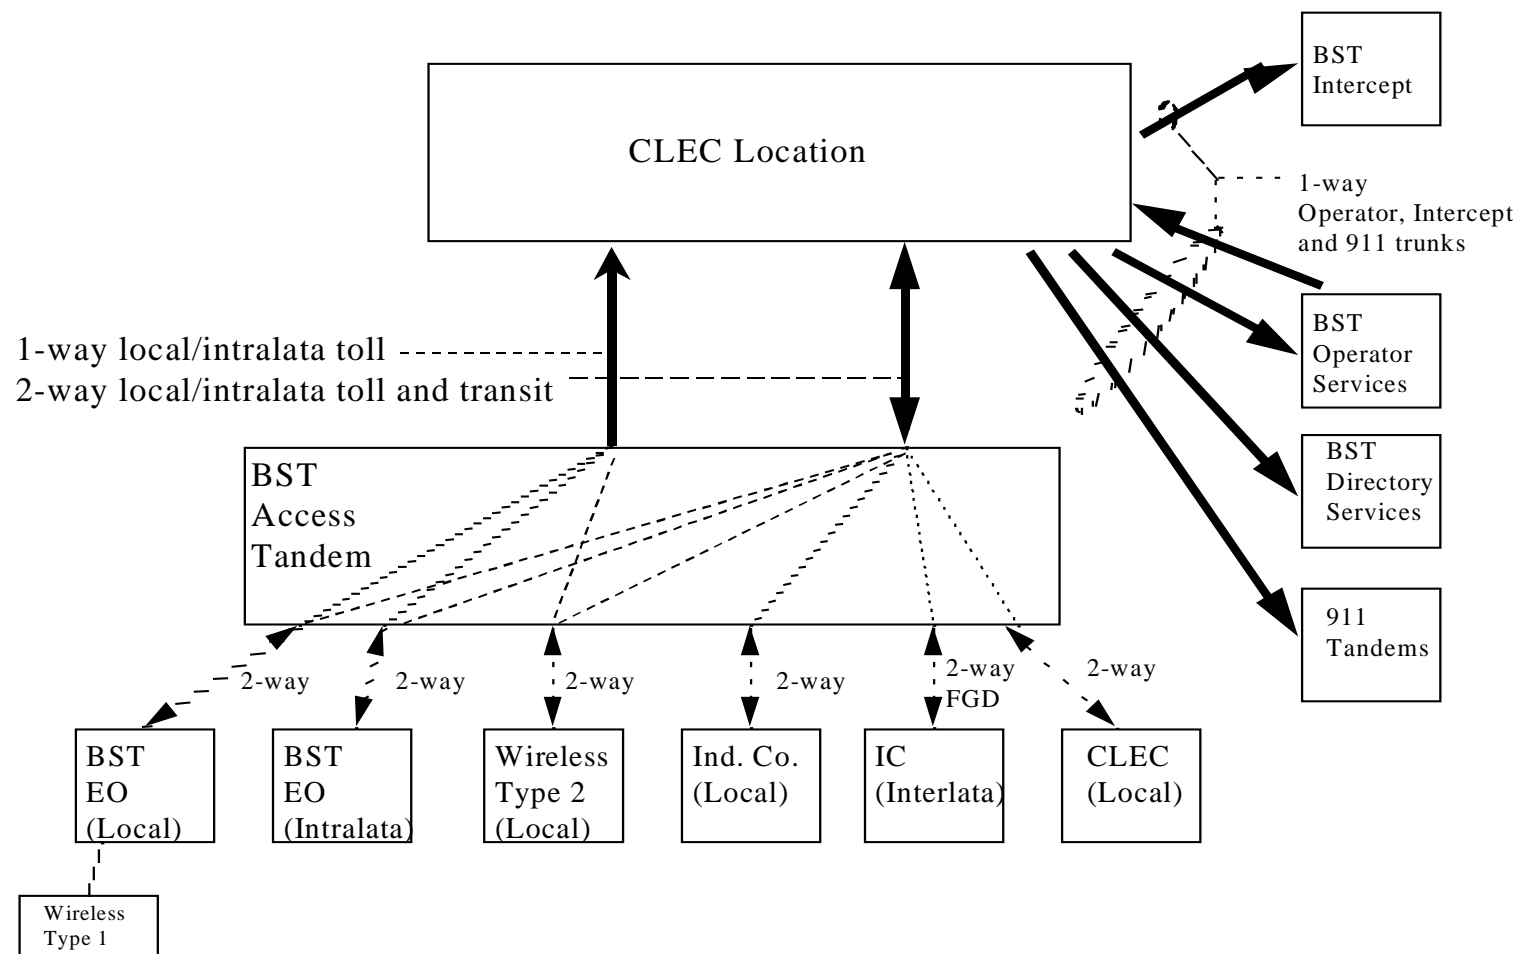 BST
Intercept
CLEC Location
1-way
Operator, Intercept
and 911 trunks
BST
Operator
Services
1-way local/intralata toll
2-way local/intralata toll and transit
BST
Directory
Services
BST
Access
Tandem
911
Tandems
2-way
2-way
2-way
2-way
2-way
FGD
2-way
BST
EO
(Local)
BST
EO
(Intralata)
Wireless
Type 2
(Local)
Ind. Co.
(Local)
IC
(Interlata)
CLEC
(Local)
Wireless
Type 1